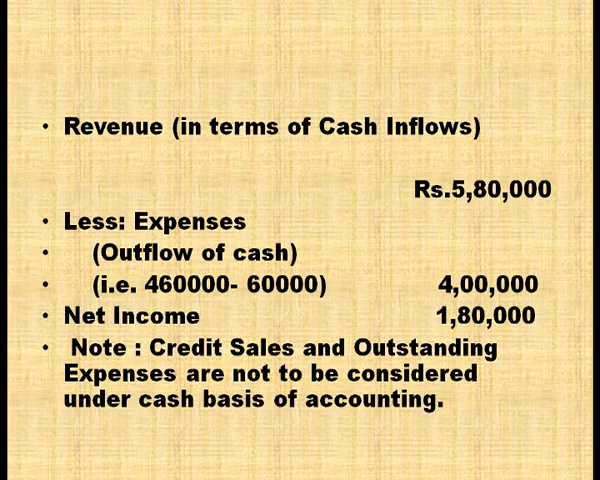 • Revenue (in terms of Cash Inflows)
Rs.5,80,000
• Less: Expenses
• (Outflow of cash)
• (i.e. 460000- 60000) 4,00,000
• Net Income 1,80,000
• Note : Credit Sales and Outstanding
Expenses are not to be considered
under cash basis of accounting.